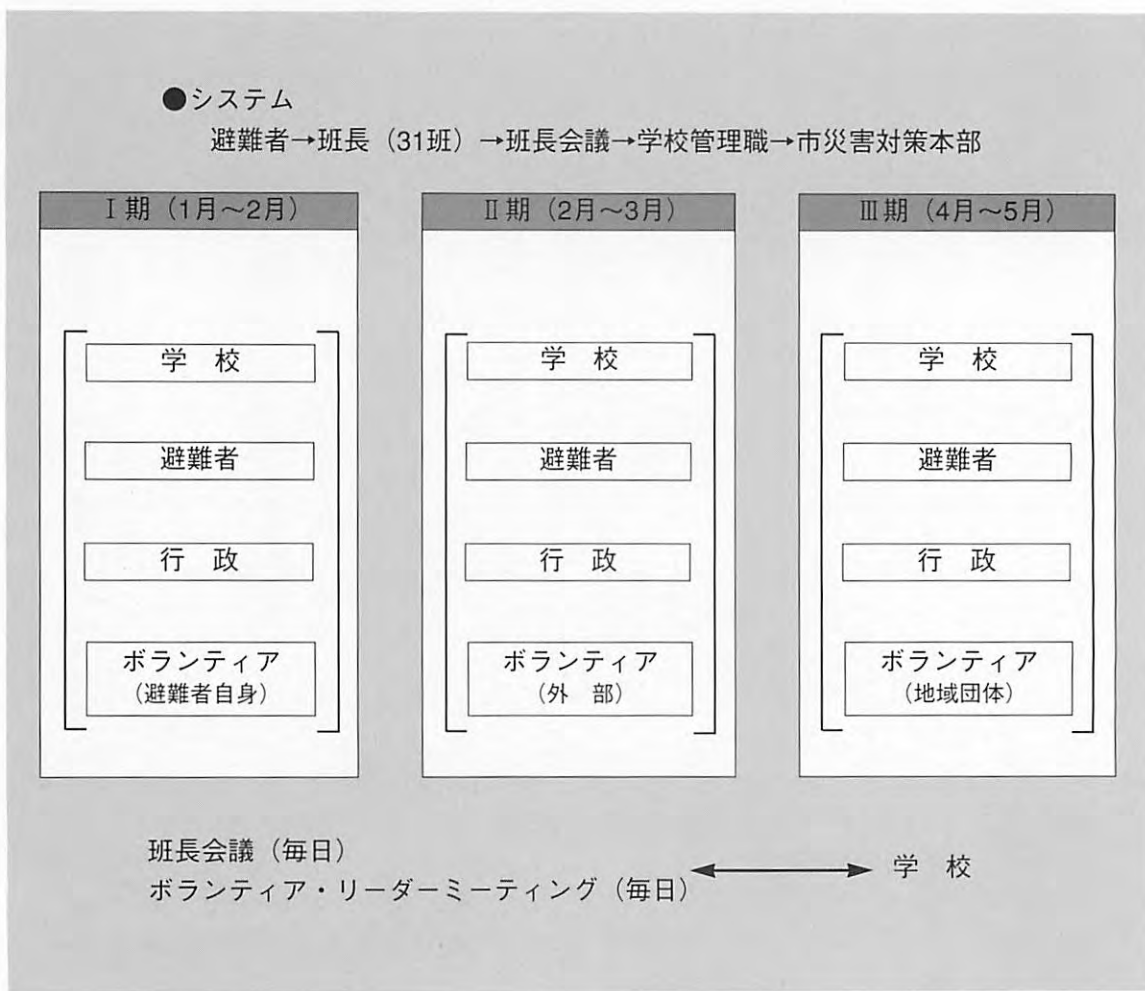 ●システム
避難者→班長（31班）→班長会議→学校管理職→市災害対策本部
Ⅰ期（1月～2月）
学　校
避難者
行　政
ボランティア
（避難者自身）
Ⅱ期（2月～3月）
学　校
避難者
行　政
ボランティア
（外　部）
Ⅲ期（4月～5月）
学　校
避難者
行　政
ボランティア
（地域団体）
班長会議（毎日）
ボランティア・リーダーミーティング（毎日）
学　校